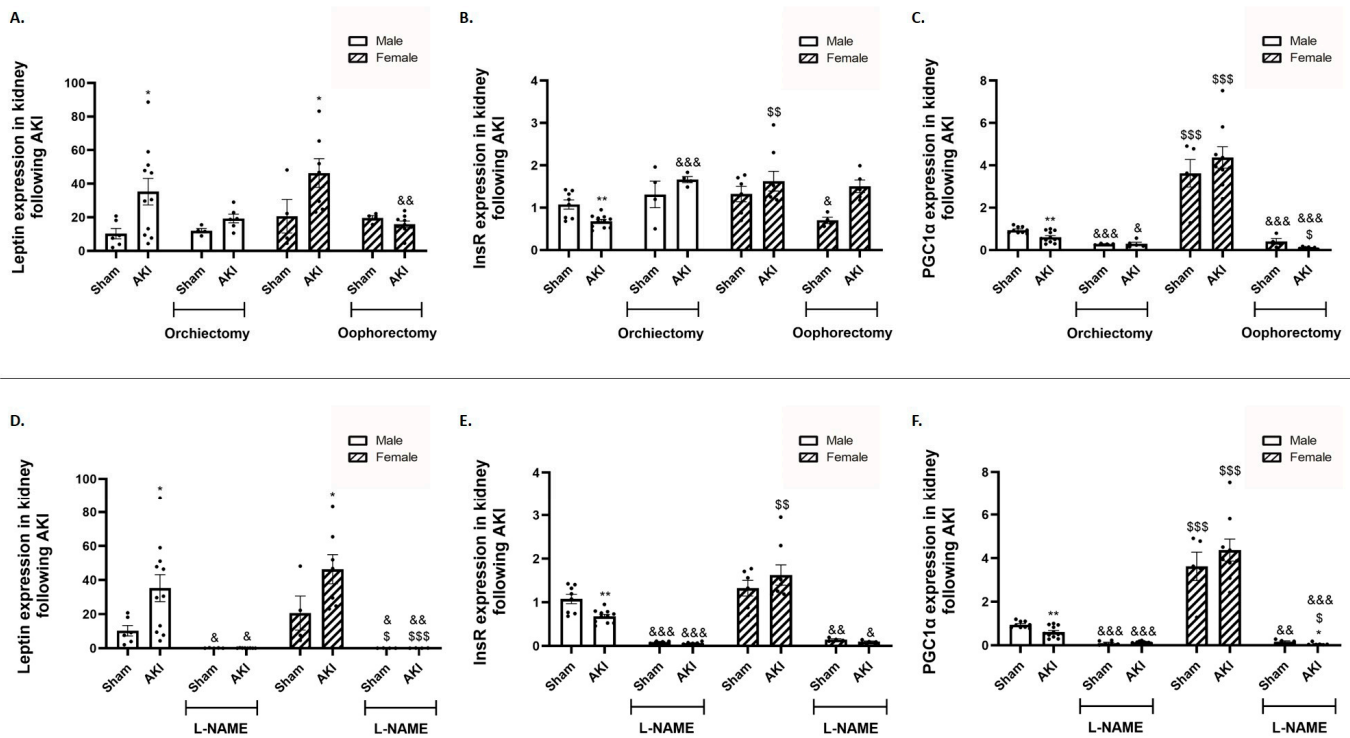 A.
Male
Female
Leptin expression in kidney
following AKI
100
80
60
40
20
0
*
*
&&
Sham
AKI
Sham
AKI
Sham
AKI
Sham
AKI
Orchiectomy
Oophorectomy
B.
Male
Female
InsR expression in kidney
following AKI
4
3
2
1
0
**
&&&
$$
&
Sham
AKI
Sham
AKI
Sham
AKI
Sham
AKI
Orchiectomy
Oophorectomy
C.
Male
Female
PGC1α expression in kidney
following AKI
8
6
4
2
0
**
&&&
&
$$$
$$$
&&&
&&&
$
Sham
AKI
Sham
AKI
Sham
AKI
Sham
AKI
Orchiectomy
Oophorectomy
D.
Male
Female
Leptin expression in kidney
following AKI
100
80
60
40
20
0
*
&
&
*
&
$
&&
$$$
Sham
AKI
Sham
AKI
Sham
AKI
Sham
AKI
L-NAME
L-NAME
E.
Male
Female
InsR expression in kidney
following AKI
4
3
2
1
0
**
&&&
&&&
$$
&&
&
Sham
AKI
Sham
AKI
Sham
AKI
Sham
AKI
L-NAME
L-NAME
F.
Male
Female
PGC1α expression in kidney
following AKI
8
6
4
2
0
**
&&&
&&&
$$$
$$$
&&
&&&
$
*
Sham
AKI
Sham
AKI
Sham
AKI
Sham
AKI
L-NAME
L-NAME